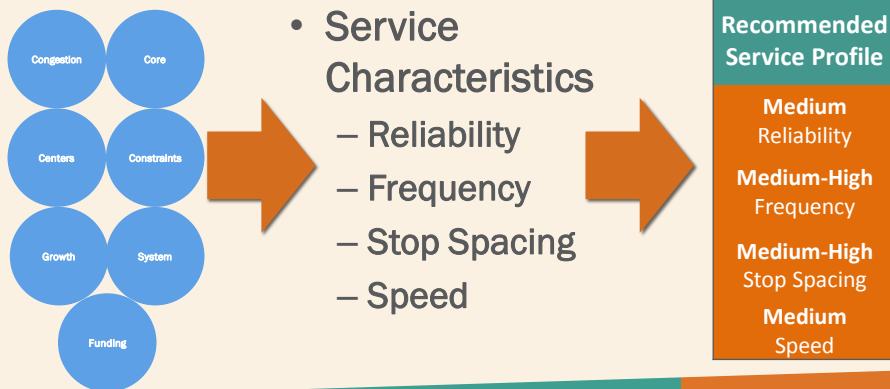 Congestion
Core
Centers
Constraints
Growth
System
Funding
• Service
Characteristics
– Reliability
– Frequency
– Stop Spacing
– Speed
Recommended
Service Profile
Medium
Reliability
Medium-High
Frequency
Medium-High
Stop Spacing
Medium
Speed